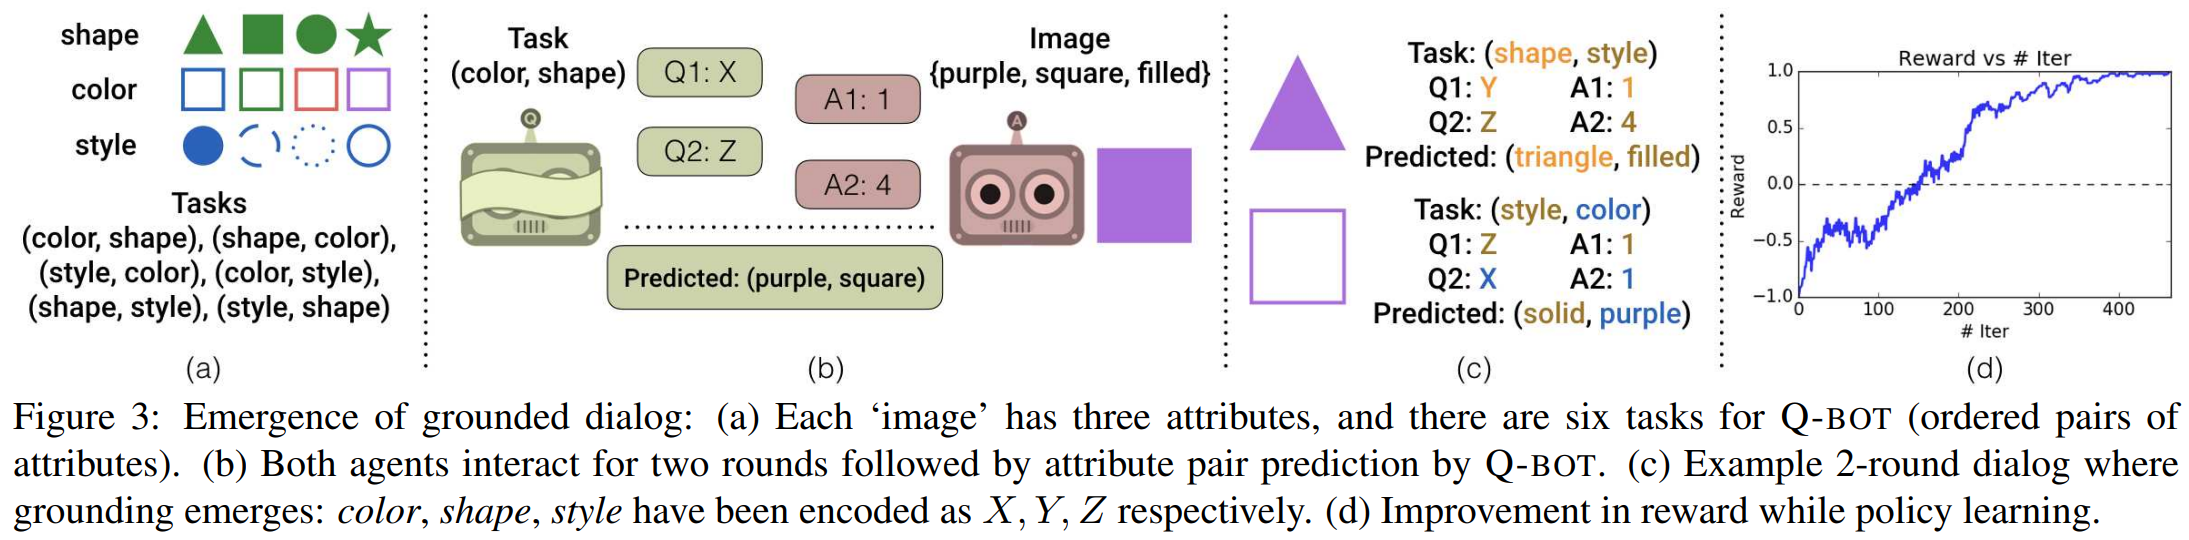 shape
color
style
Tasks
(color, shape), (shape, color),
(style, color), (color, style),
(shape, style), (style, shape)
(a)
Task
(color, shape)
Q1: X
A1: 1
Q2: Z
A2: 4
Image
{purple, square, filled}
Q
A
Predicted: (purple, square)
(b)
Task: (shape, style)
Q1: Y A1: 1
Q2: Z A2: 4
Predicted: (triangle, filled)
Task: (style, color)
Q1: Z A1: 1
Q2: X A2: 1
Predicted: (solid, purple)
(c)
Reward vs # Iter
Reward
1.0
0.5
0.0
−0.5
−1.0
0 100 200 300 400
# Iter
(d)
Figure 3: Emergence of grounded dialog: (a) Each ‘image’ has three attributes, and there are six tasks for Q-BOT (ordered pairs of
attributes). (b) Both agents interact for two rounds followed by attribute pair prediction by Q-BOT. (c) Example 2-round dialog where
grounding emerges: color, shape, style have been encoded as X, Y, Z respectively. (d) Improvement in reward while policy learning.